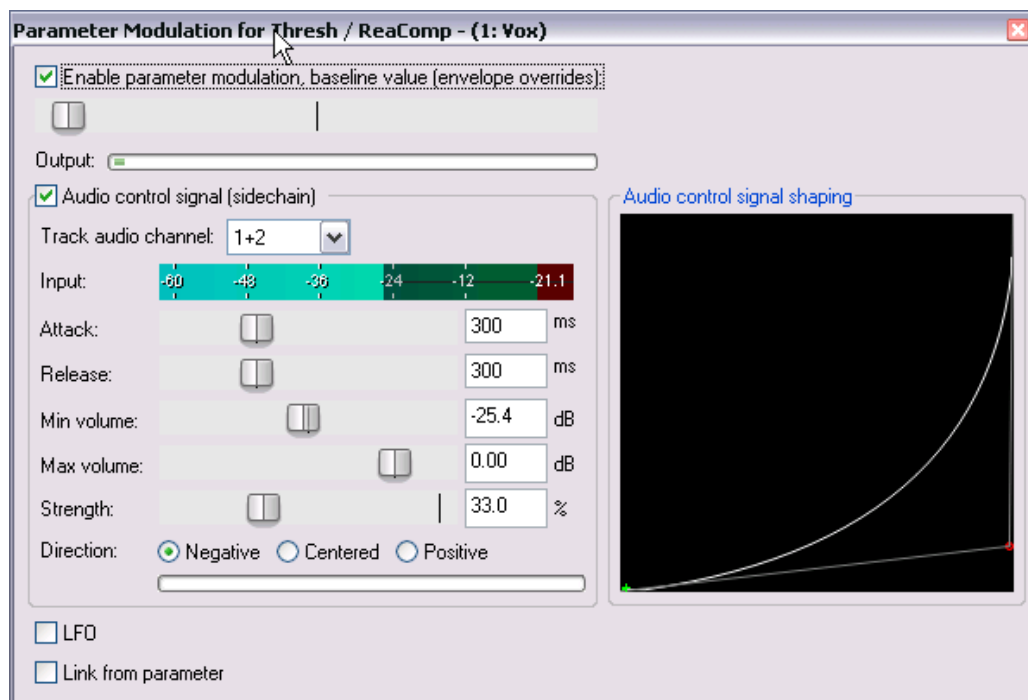 Parameter Modulation for Thresh / ReaComp - (1: Vox)
Enable parameter modulation, baseline value (envelope overrides):
Output:
Audio control signal (sidechain)
Audio control signal shaping
Track audio channel: 1+2
Input: -60 -48 -36 -24 -12 -21.1
Attack: 300 ms
Release: 300 ms
Min volume: -25.4 dB
Max volume: 0.00 dB
Strength: 33.0 %
Direction: Negative Centered Positive
LFO
Link from parameter